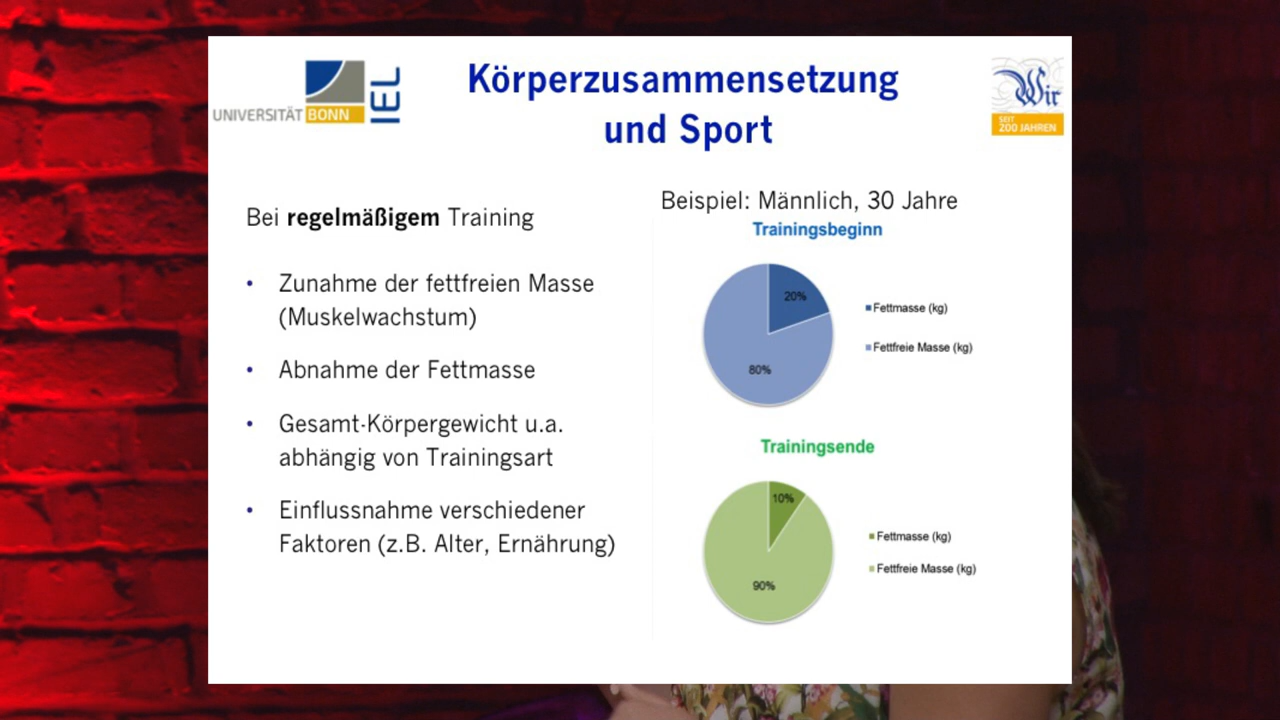 UNIVERSITÄT BONN
IEL
Körperzusammensetzung
und Sport
Wir
SEIT
200 JAHREN
Bei regelmäßigem Training
• Zunahme der fettfreien Masse
(Muskelwachstum)
• Abnahme der Fettmasse
• Gesamt-Körpergewicht u.a.
abhängig von Trainingsart
• Einflussnahme verschiedener
Faktoren (z.B. Alter, Ernährung)
Beispiel: Männlich, 30 Jahre
Trainingsbeginn
20%
80%
Fettmasse (kg)
Fettfreie Masse (kg)
Trainingsende
10%
90%
Fettmasse (kg)
Fettfreie Masse (kg)